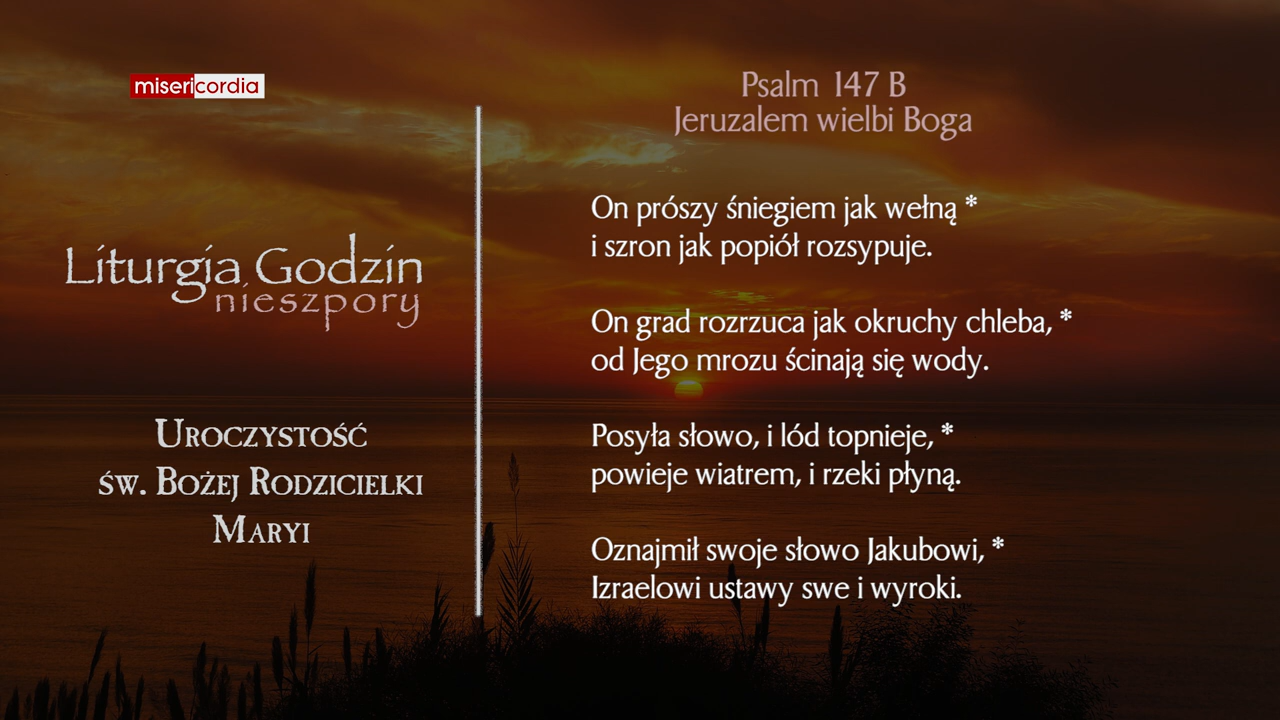 misericordia
Liturgia Godzin
nieszpory
Uroczystość
św. Bożej Rodzicielki
Maryi
Psalm 147 B
Jeruzalem wielbi Boga
On prószy śniegiem jak wełną *
i szron jak popiół rozsypuje.
On grad rozrzuca jak okruchy chleba, *
od Jego mrozu ścinają się wody.
Posyła słowo, i lód topnieje, *
powieje wiatrem, i rzeki płyną.
Oznajmił swoje słowo Jakubowi, *
Izraelowi ustawy swe i wyroki.